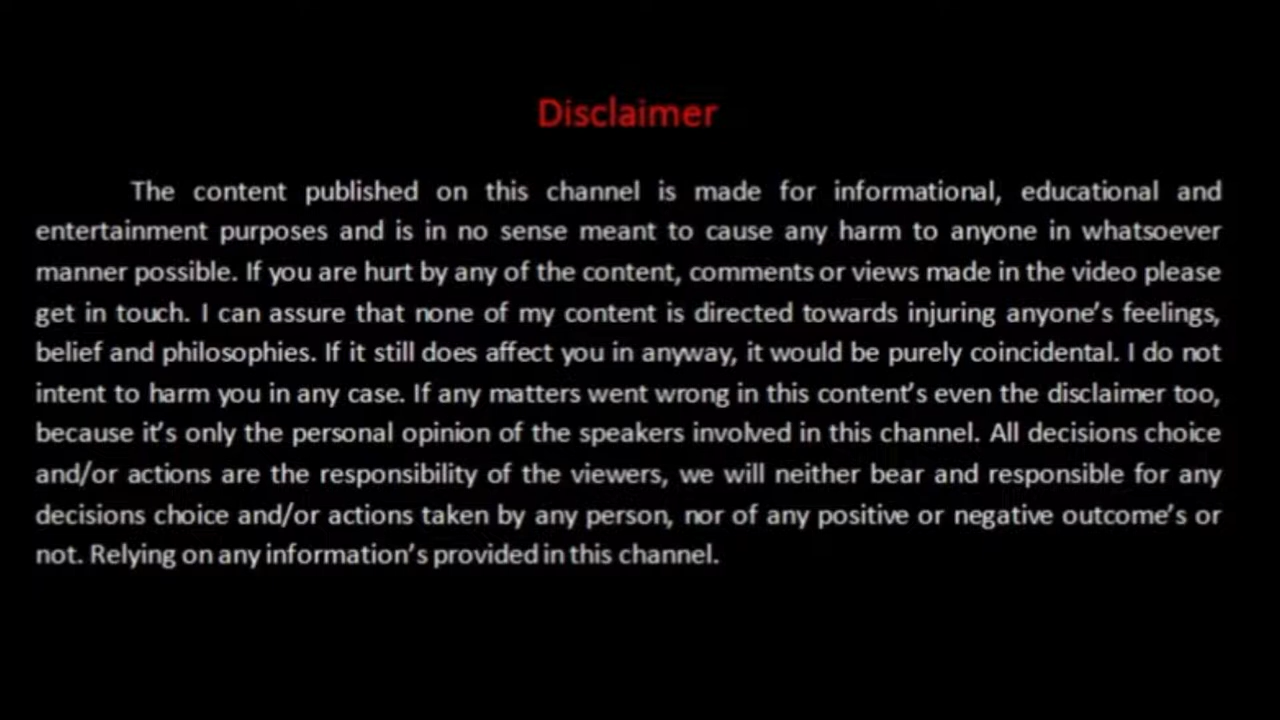 Disclaimer
The content published on this channel is made for informational, educational and
entertainment purposes and is in no sense meant to cause any harm to anyone in whatsoever
manner possible. If you are hurt by any of the content, comments or views made in the video please
get in touch. I can assure that none of my content is directed towards injuring anyone’s feelings,
belief and philosophies. If it still does affect you in anyway, it would be purely coincidental. I do not
intent to harm you in any case. If any matters went wrong in this content’s even the disclaimer too,
because it’s only the personal opinion of the speakers involved in this channel. All decisions choice
and/or actions are the responsibility of the viewers, we will neither bear and responsible for any
decisions choice and/or actions taken by any person, nor of any positive or negative outcome’s or
not. Relying on any information’s provided in this channel.